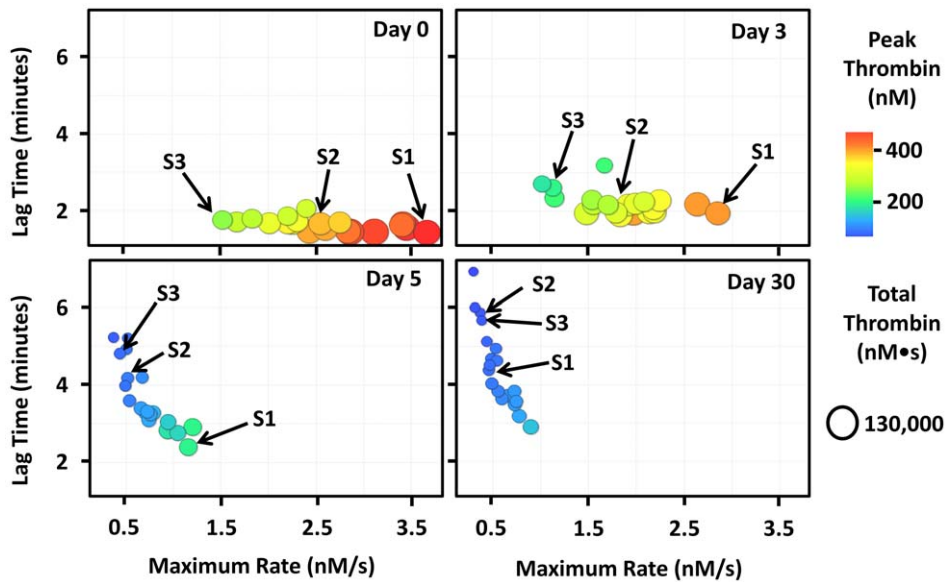 Day 0
Day 3
6
4
2
Lag Time (minutes)
S3
S2
S1
S3
S2
S1
Peak
Thrombin
(nM)
400
200
Day 5
Day 30
6
4
2
Lag Time (minutes)
S3
S2
S1
S2
S3
S1
Total
Thrombin
(nM•s)
130,000
0.5 1.5 2.5 3.5
0.5 1.5 2.5 3.5
Maximum Rate (nM/s)
Maximum Rate (nM/s)